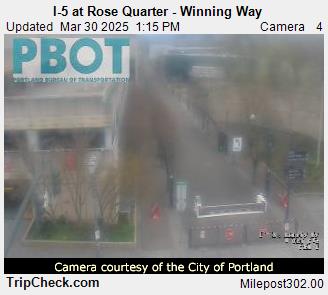 I-5 at Rose Quarter - Winning Way
Updated Mar 30 2025 1:15 PM Camera 4
PBOT
PORTLAND BUREAU OF TRANSPORTATION
Camera courtesy of the City of Portland
TripCheck.com Milepost302.00